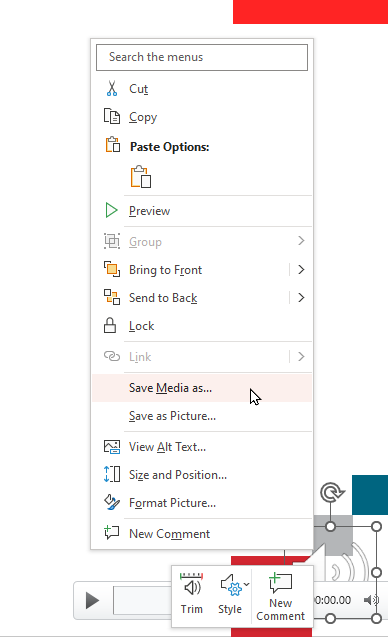 Search the menus
Cut
Copy
Paste Options:
Preview
Group
Bring to Front
Send to Back
Lock
Link
Save Media as...
Save as Picture...
View Alt Text...
Size and Position...
Format Picture...
New Comment
Trim
Style
New
Comment
00:00.00